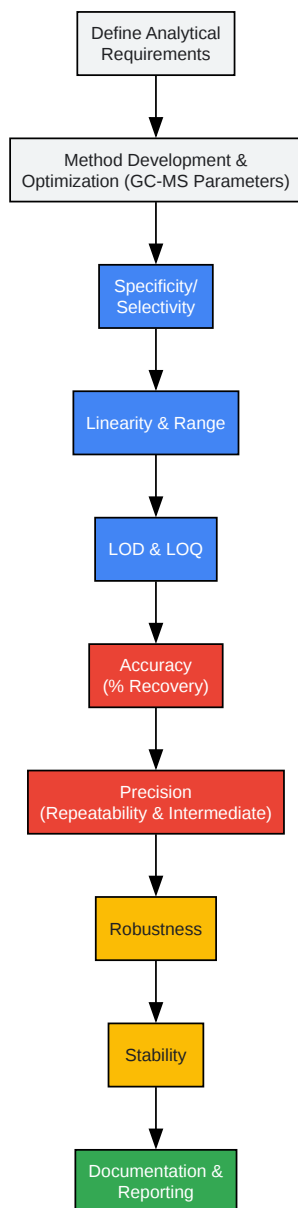 Define Analytical
Requirements
Method Development &
Optimization (GC-MS Parameters)
Specificity/
Selectivity
Linearity & Range
LOD & LOQ
Accuracy
(% Recovery)
Precision
(Repeatability & Intermediate)
Robustness
Stability
Documentation &
Reporting